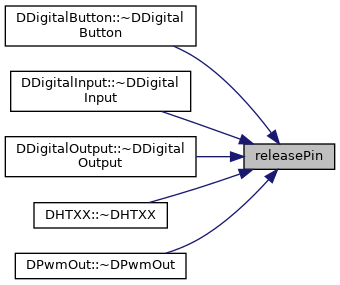 DDigitalButton::~DDigital
Button
DDigitalInput::~DDigital
Input
DDigitalOutput::~DDigital
Output
releasePin
DHTXX::~DHTXX
DPwmOut::~DPwmOut